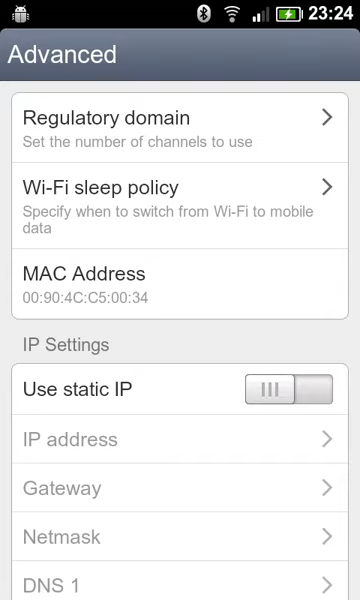 23:24
Advanced
Regulatory domain
Set the number of channels to use
Wi-Fi sleep policy
Specify when to switch from Wi-Fi to mobile
data
MAC Address
00:90:4C:C5:00:34
IP Settings
Use static IP
IP address
Gateway
Netmask
DNS 1